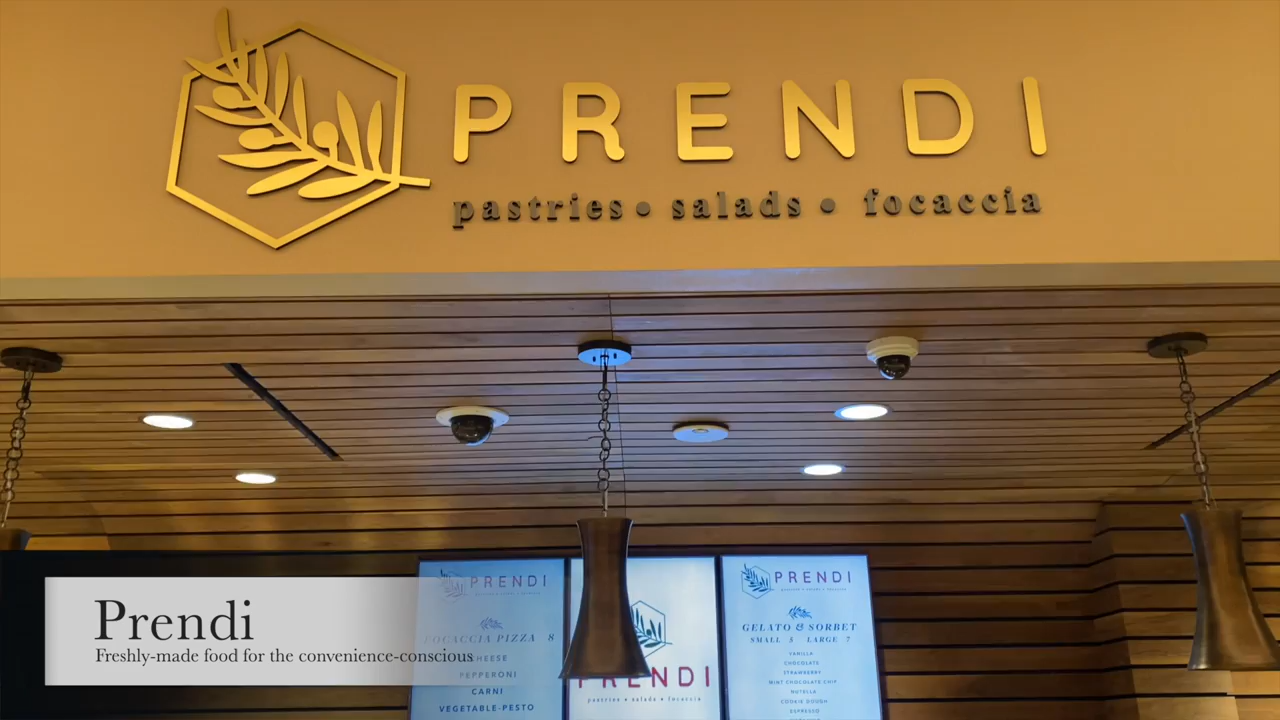 PRENDI
pastries • salads • focaccia
PRENDI
FOCACCIA PIZZA 8
CHEESE
PEPPERONI
CARNI
VEGETABLE-PESTO
PRENDI
pastries • salads • focaccia
PRENDI
GELATO & SORBET
SMALL 5 LARGE 7
VANILLA
CHOCOLATE
STRAWBERRY
MINT CHOCOLATE CHIP
NUTELLA
COOKIE DOUGH
ESPRESSO
Prendi
Freshly-made food for the convenience-conscious